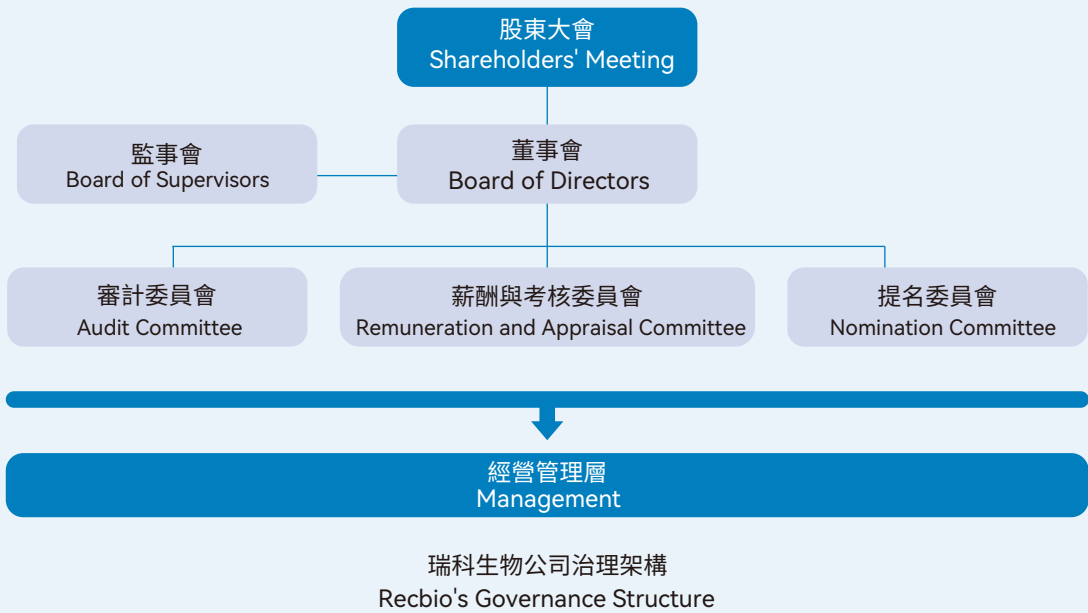 股東大會
Shareholders' Meeting
監事會
Board of Supervisors
董事會
Board of Directors
審計委員會
Audit Committee
薪酬與考核委員會
Remuneration and Appraisal Committee
提名委員會
Nomination Committee
經營管理層
Management
瑞科生物公司治理架構
Recbio's Governance Structure